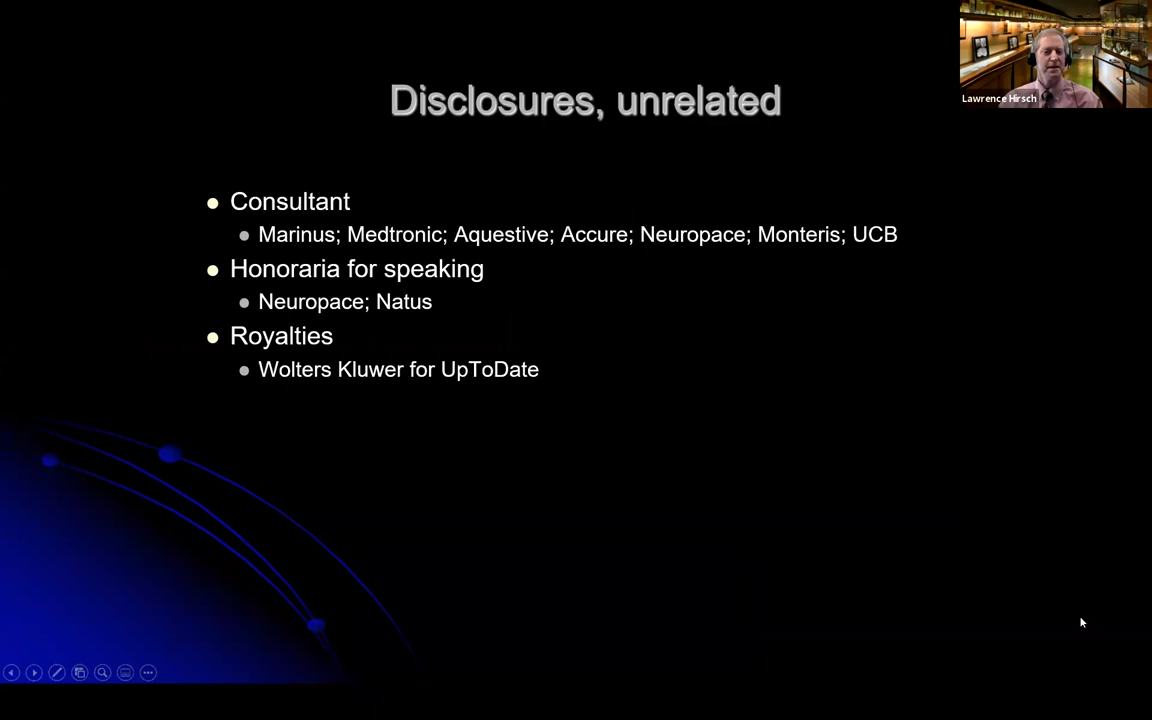 Disclosures, unrelated
Lawrence Hirsch
Consultant
Marinus; Medtronic; Aquestive; Accure; Neuropace; Monteris; UCB
Honoraria for speaking
Neuropace; Natus
Royalties
Wolters Kluwer for UpToDate